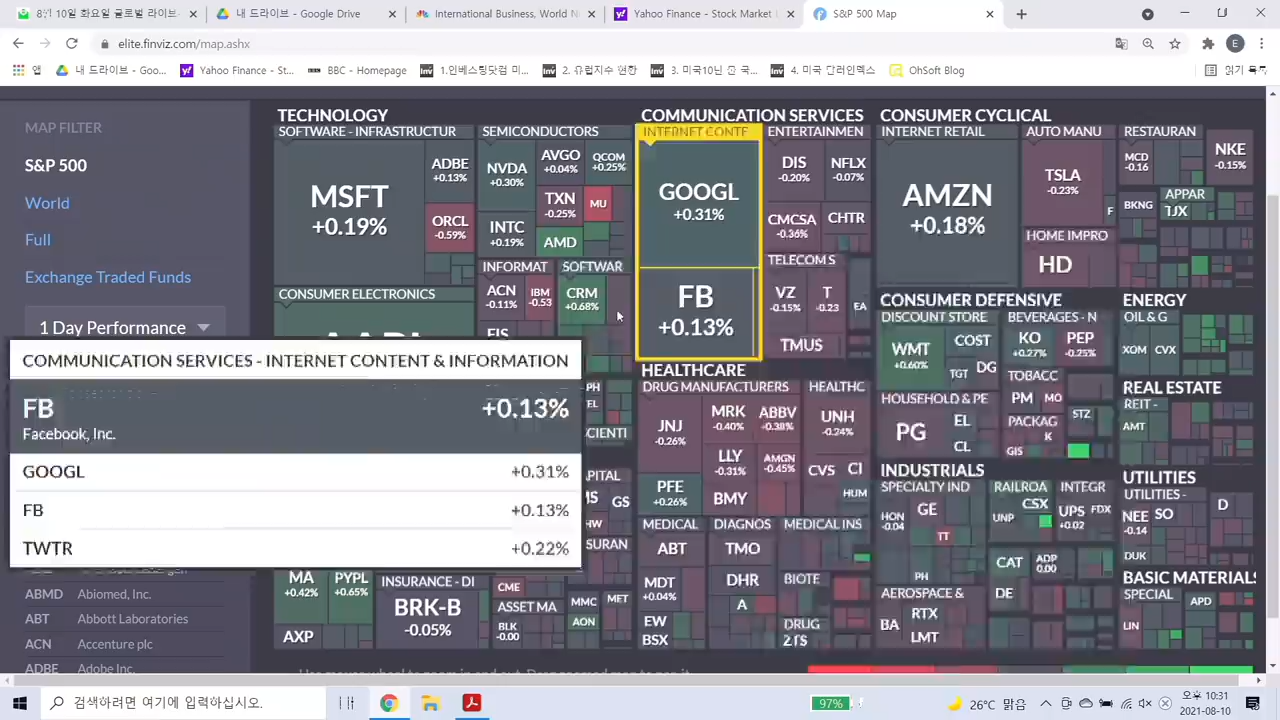 8월 10일 화요일 글로벌 라이브
내 드라이브 - Google Drive
International Business, World N
Yahoo Finance - Stock Market
S&P 500 Map
elite.finviz.com/map.ashx
E
앱
내 드라이브 - Goo...
Yahoo Finance - St...
BBC - Homepage
1.인베스팅닷컴 미...
2. 유럽지수 현황
3. 미국10년 문 국...
4. 미국 달러인덱스
OhSoft Blog
읽기 목록
MAP FILTER
S&P 500
World
Full
Exchange Traded Funds
1 Day Performance
TECHNOLOGY
SOFTWARE - INFRASTRUCTUR
MSFT
+0.19%
ADBE
+0.13%
ORCL
-0.59%
SEMICONDUCTORS
NVDA
+0.30%
AVGO
+0.04%
QCOM
+0.25%
TXN
-0.25%
MU
INTC
+0.19%
AMD
CONSUMER ELECTRONICS
INFORMAT
ACN
-0.11%
IBM
-0.53
FIS
SOFTWAR
CRM
+0.68%
COMMUNICATION SERVICES
INTERNET CONTE
GOOGL
+0.31%
FB
+0.13%
ENTERTAINMEN
DIS
-0.20%
NFLX
-0.07%
CMCSA
-0.36%
CHTR
TELECOM S
VZ
-0.15%
T
-0.23
EA
TMUS
CONSUMER CYCLICAL
INTERNET RETAIL
AMZN
+0.18%
AUTO MANU
TSLA
-0.23%
F
HOME IMPRO
HD
RESTAURAN
MCD
-0.16
BKNG
NKE
-0.15%
APPAR
TJX
CONSUMER DEFENSIVE
DISCOUNT STORE
WMT
+0.60%
COST
TGT
DG
BEVERAGES - N
KO
+0.27%
PEP
-0.25%
TOBACC
PM
MO
HOUSEHOLD & PE
PG
EL
CL
PACKAG
K
GIS
STZ
ENERGY
OIL & G
XOM
CVX
REAL ESTATE
REIT -
AMT
HEALTHCARE
DRUG MANUFACTURERS
JNJ
-0.26%
MRK
-0.40%
ABBV
-0.38%
LLY
-0.31%
AMGN
-0.45%
PFE
+0.26%
BMY
HEALTHC
UNH
-0.24%
CVS
CI
HUM
MEDICAL
ABT
MDT
+0.04%
EW
BSX
DIAGNOS
TMO
DHR
A
MEDICAL INS
BIOTE
DRUG
ZTS
INDUSTRIALS
SPECIALTY IND
HON
-0.04
GE
TT
PH
RAILROA
CSX
UNP
INTEGR
UPS
+0.02
FDX
CAT
ADP
0.00
DE
AEROSPACE &
BA
RTX
LMT
UTILITIES
UTILITIES -
NEE
-0.14
SO
D
DUK
BASIC MATERIALS
SPECIAL
APD
LIN
COMMUNICATION SERVICES - INTERNET CONTENT & INFORMATION
FB
+0.13%
Facebook, Inc.
GOOGL
+0.31%
FB
+0.13%
TWTR
+0.22%
ABMD
Abiomed, Inc.
ABT
Abbott Laboratories
ACN
Accenture plc
ADBE
Adobe Inc.
MA
+0.42%
PYPL
+0.65%
AXP
INSURANCE - DI
BRK-B
-0.05%
CME
ASSET MA
BLK
-0.00
GS
MMC
MET
AON
97%
검색하려면 여기에 입력하십시오.
26°C 맑음
오후 10:31
2021-08-10